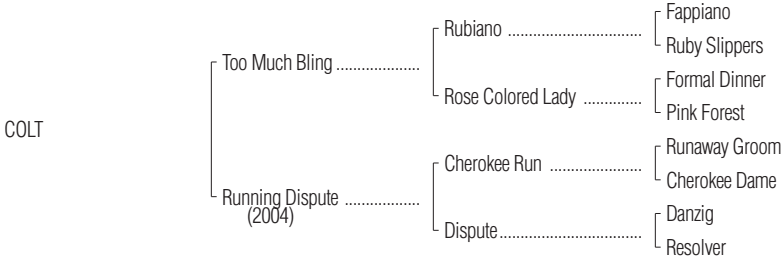 Fappiano
Rubiano ................................
Ruby Slippers
Too Much Bling ....................
Formal Dinner
Rose Colored Lady ..............
Pink Forest
COLT
Runaway Groom
Cherokee Run ......................
Cherokee Dame
Running Dispute ..................
(2004)
Danzig
Dispute..................................
Resolver